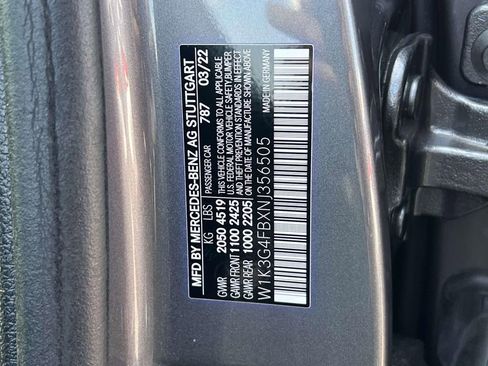 MFD BY MERCEDES-BENZ AG STUTTGART
PASSENGER CAR 787 03/22
KG LBS
GVWR 2050 4519
GAWR FRONT 1100 2425
GAWR REAR 1000 2205
VEHICLE CONFORMS TO ALL APPLICABLE
U.S. FEDERAL MOTOR VEHICLE SAFETY, BUMPER,
AND THEFT PREVENTION STANDARDS IN EFFECT
ON THE DATE OF MANUFACTURE SHOWN ABOVE
W1K3G4FBXNJ356505
MADE IN GERMANY